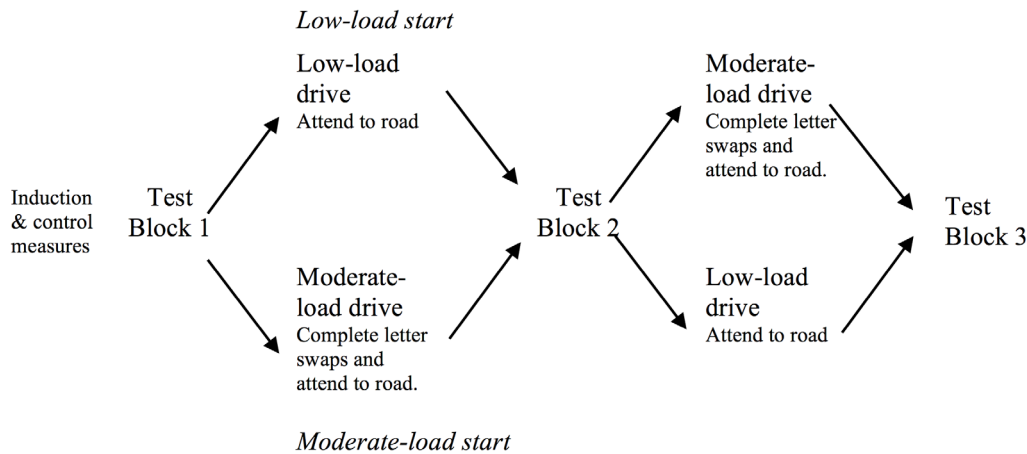 Low-load start
Low-load
drive
Attend to road
Moderate-
load drive
Complete letter
swaps and
attend to road.
Induction
& control
measures
Test
Block 1
Test
Block 2
Test
Block 3
Moderate-
load drive
Complete letter
swaps and
attend to road.
Low-load
drive
Attend to road
Moderate-load start